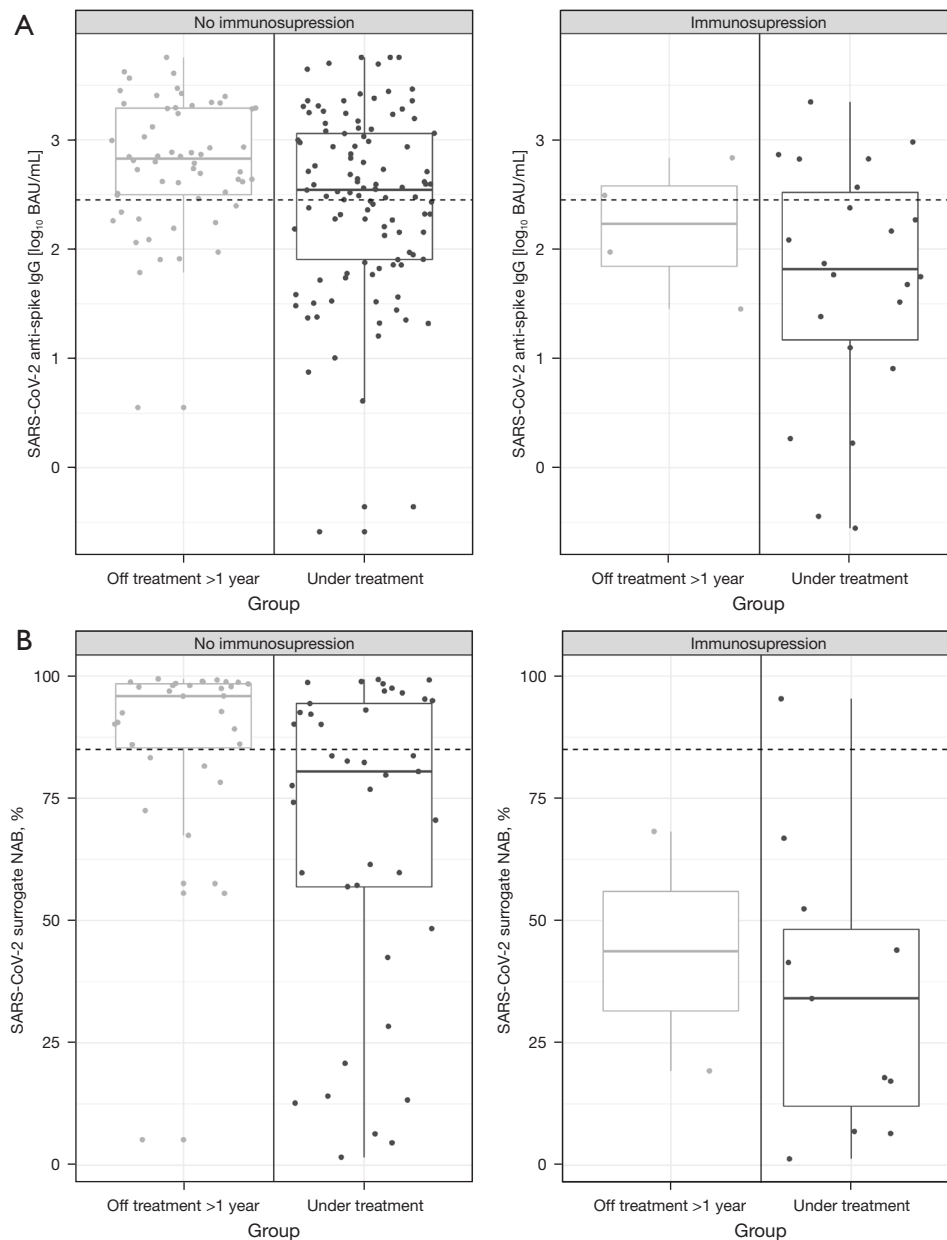 A
No immunosupression
Immunosupression
SARS-CoV-2 anti-spike IgG [log₁₀ BAU/mL]
3
2
1
0
Off treatment >1 year
Under treatment
Group
SARS-CoV-2 anti-spike IgG [log₁₀ BAU/mL]
3
2
1
0
Off treatment >1 year
Under treatment
Group
B
No immunosupression
Immunosupression
SARS-CoV-2 surrogate NAB, %
100
75
50
25
0
Off treatment >1 year
Under treatment
Group
SARS-CoV-2 surrogate NAB, %
100
75
50
25
0
Off treatment >1 year
Under treatment
Group